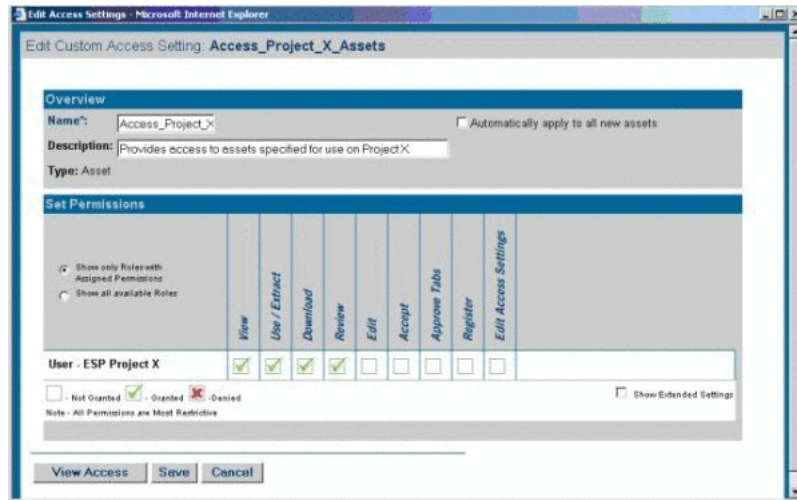 Edit Access Settings - Microsoft Internet Explorer
Edit Custom Access Setting: Access_Project_X_Assets
Overview
Name*: Access_Project_X
Automatically apply to all new assets
Description: Provides access to assets specified for use on Project X
Type: Asset
Set Permissions
Show only Roles with
Assigned Permissions
Show all available Roles
View
Use / Extract
Download
Review
Edit
Accept
Approve Tabs
Register
Edit Access Settings
User - ESP Project X
- Not Granted - Granted - Denied
Show Extended Settings
Note - All Permissions are Most Restrictive
View Access Save Cancel